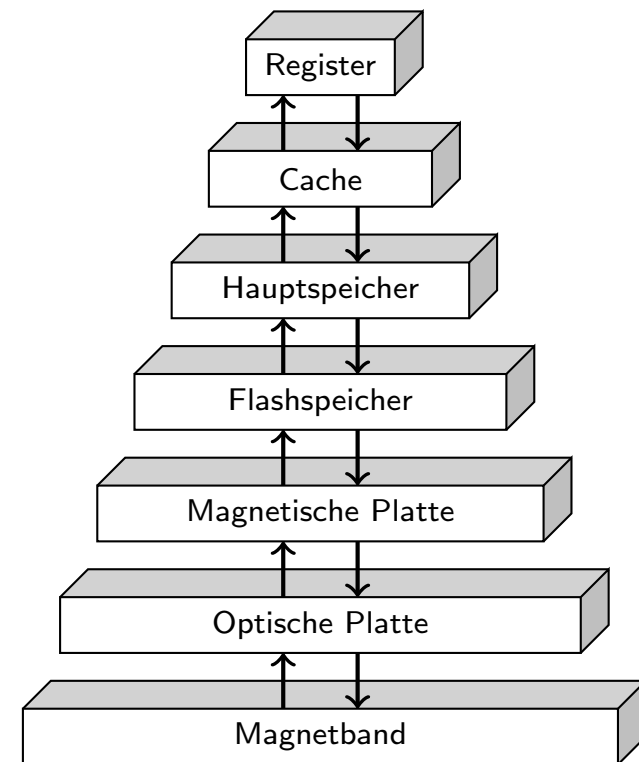 Register
Cache
Hauptspeicher
Flashspeicher
Magnetische Platte
Optische Platte
Magnetband